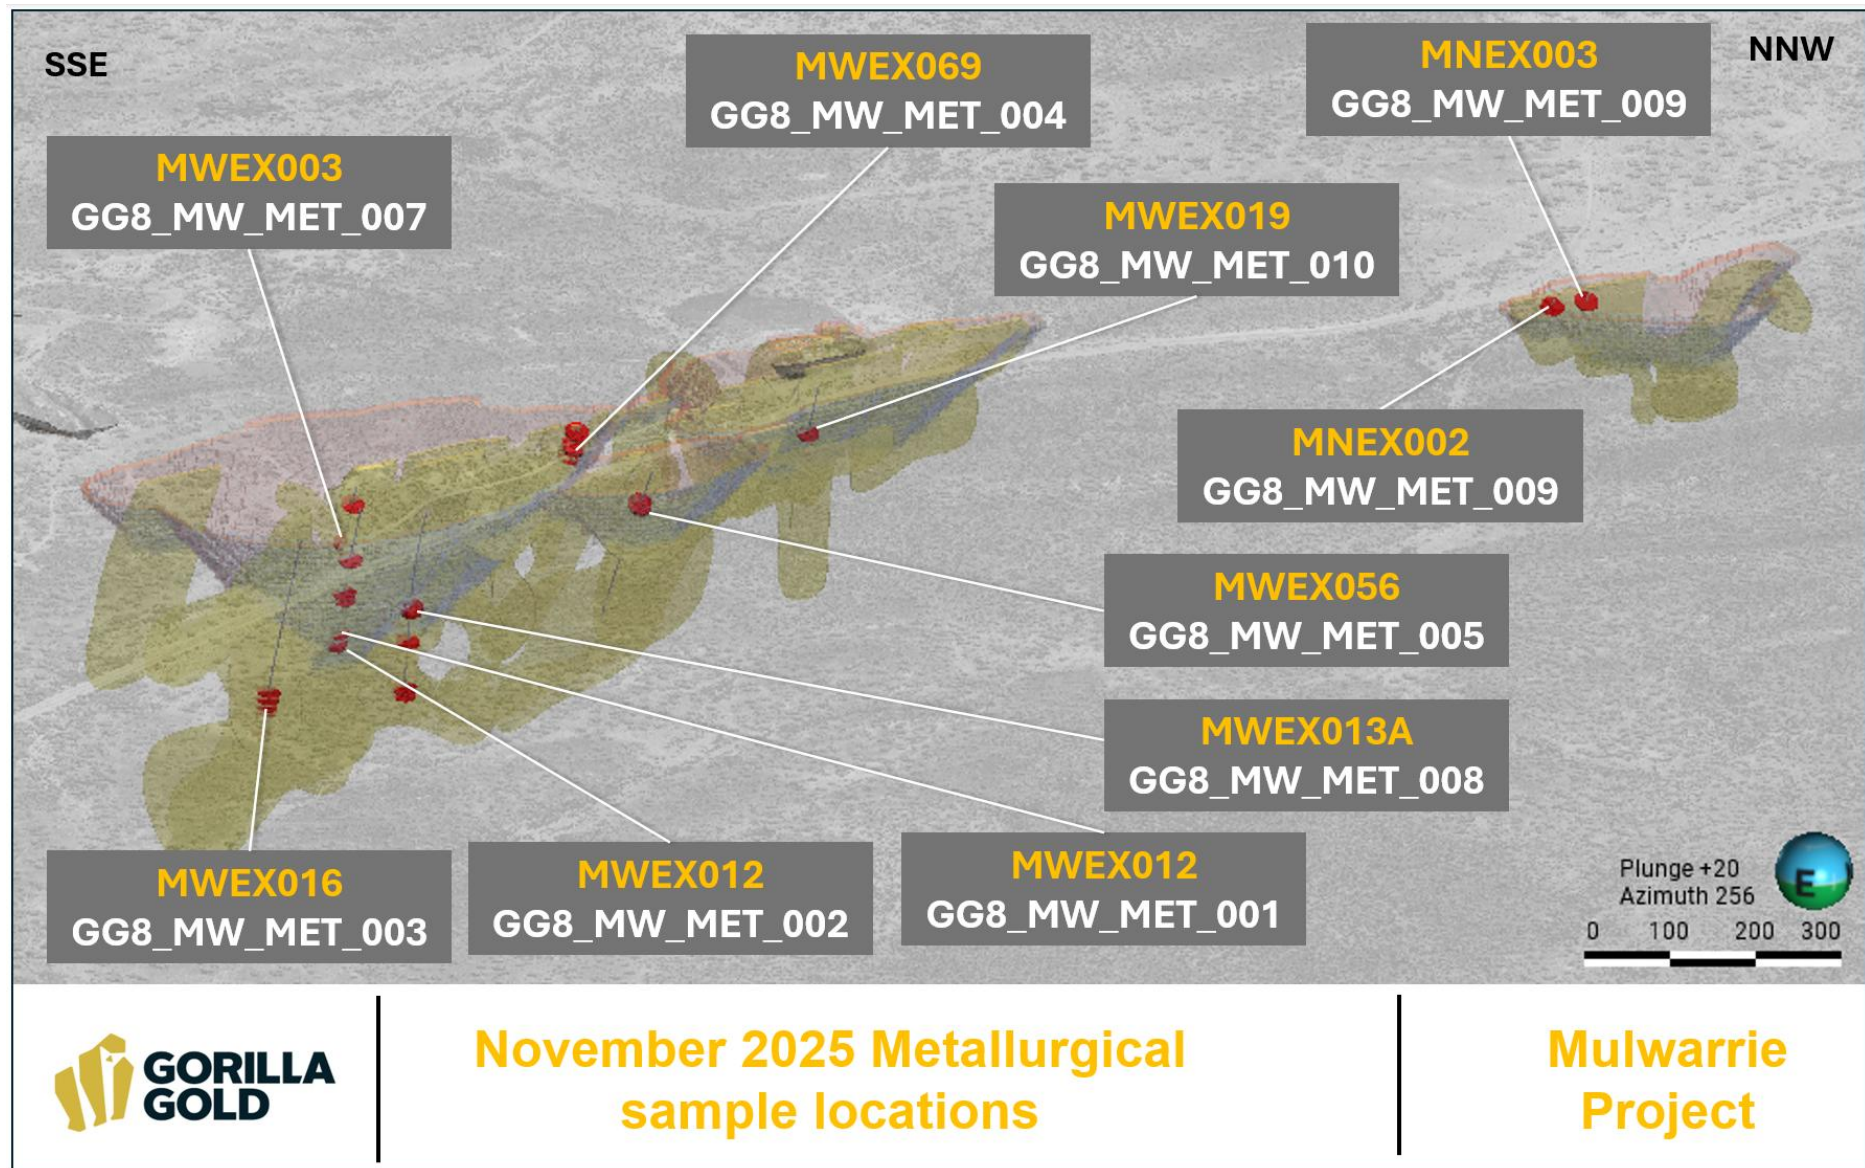 SSE
NNW
MWEX069
GG8_MW_MET_004
MNEX003
GG8_MW_MET_009
MWEX003
GG8_MW_MET_007
MWEX019
GG8_MW_MET_010
MNEX002
GG8_MW_MET_009
MWEX056
GG8_MW_MET_005
MWEX013A
GG8_MW_MET_008
MWEX016
GG8_MW_MET_003
MWEX012
GG8_MW_MET_002
MWEX012
GG8_MW_MET_001
Plunge +20
Azimuth 256
E
0 100 200 300
GORILLA
GOLD
November 2025 Metallurgical
sample locations
Mulwarrie
Project